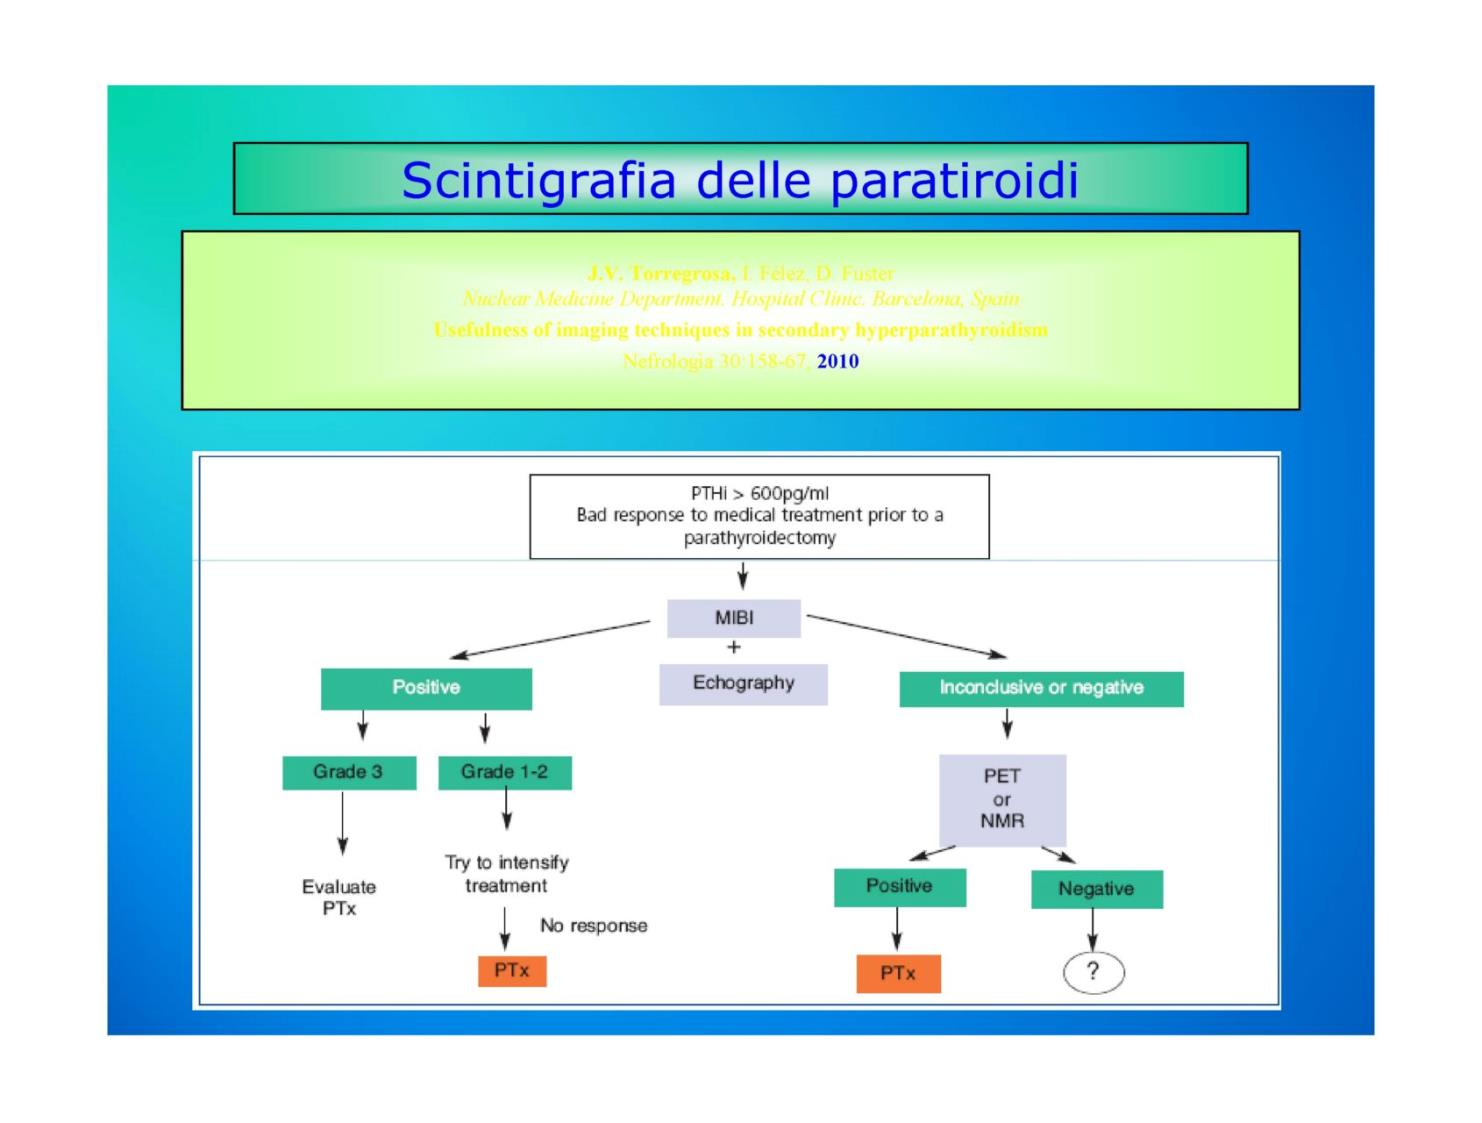 Scintigrafia delle paratiroidi
J.V. Torregrosa, I. Félez, D. Fuster
Nuclear Medicine Department. Hospital Clinic. Barcelona, Spain
Usefulness of imaging techniques in secondary hyperparathyroidism
Nefrologia 30:158-67, 2010
PTHi > 600pg/ml
Bad response to medical treatment prior to a
parathyroidectomy
MIBI
+
Echography
Positive
Inconclusive or negative
Grade 3
Grade 1-2
PET
or
NMR
Evaluate
PTx
Try to intensify
treatment
No response
PTx
Positive
Negative
PTx
?